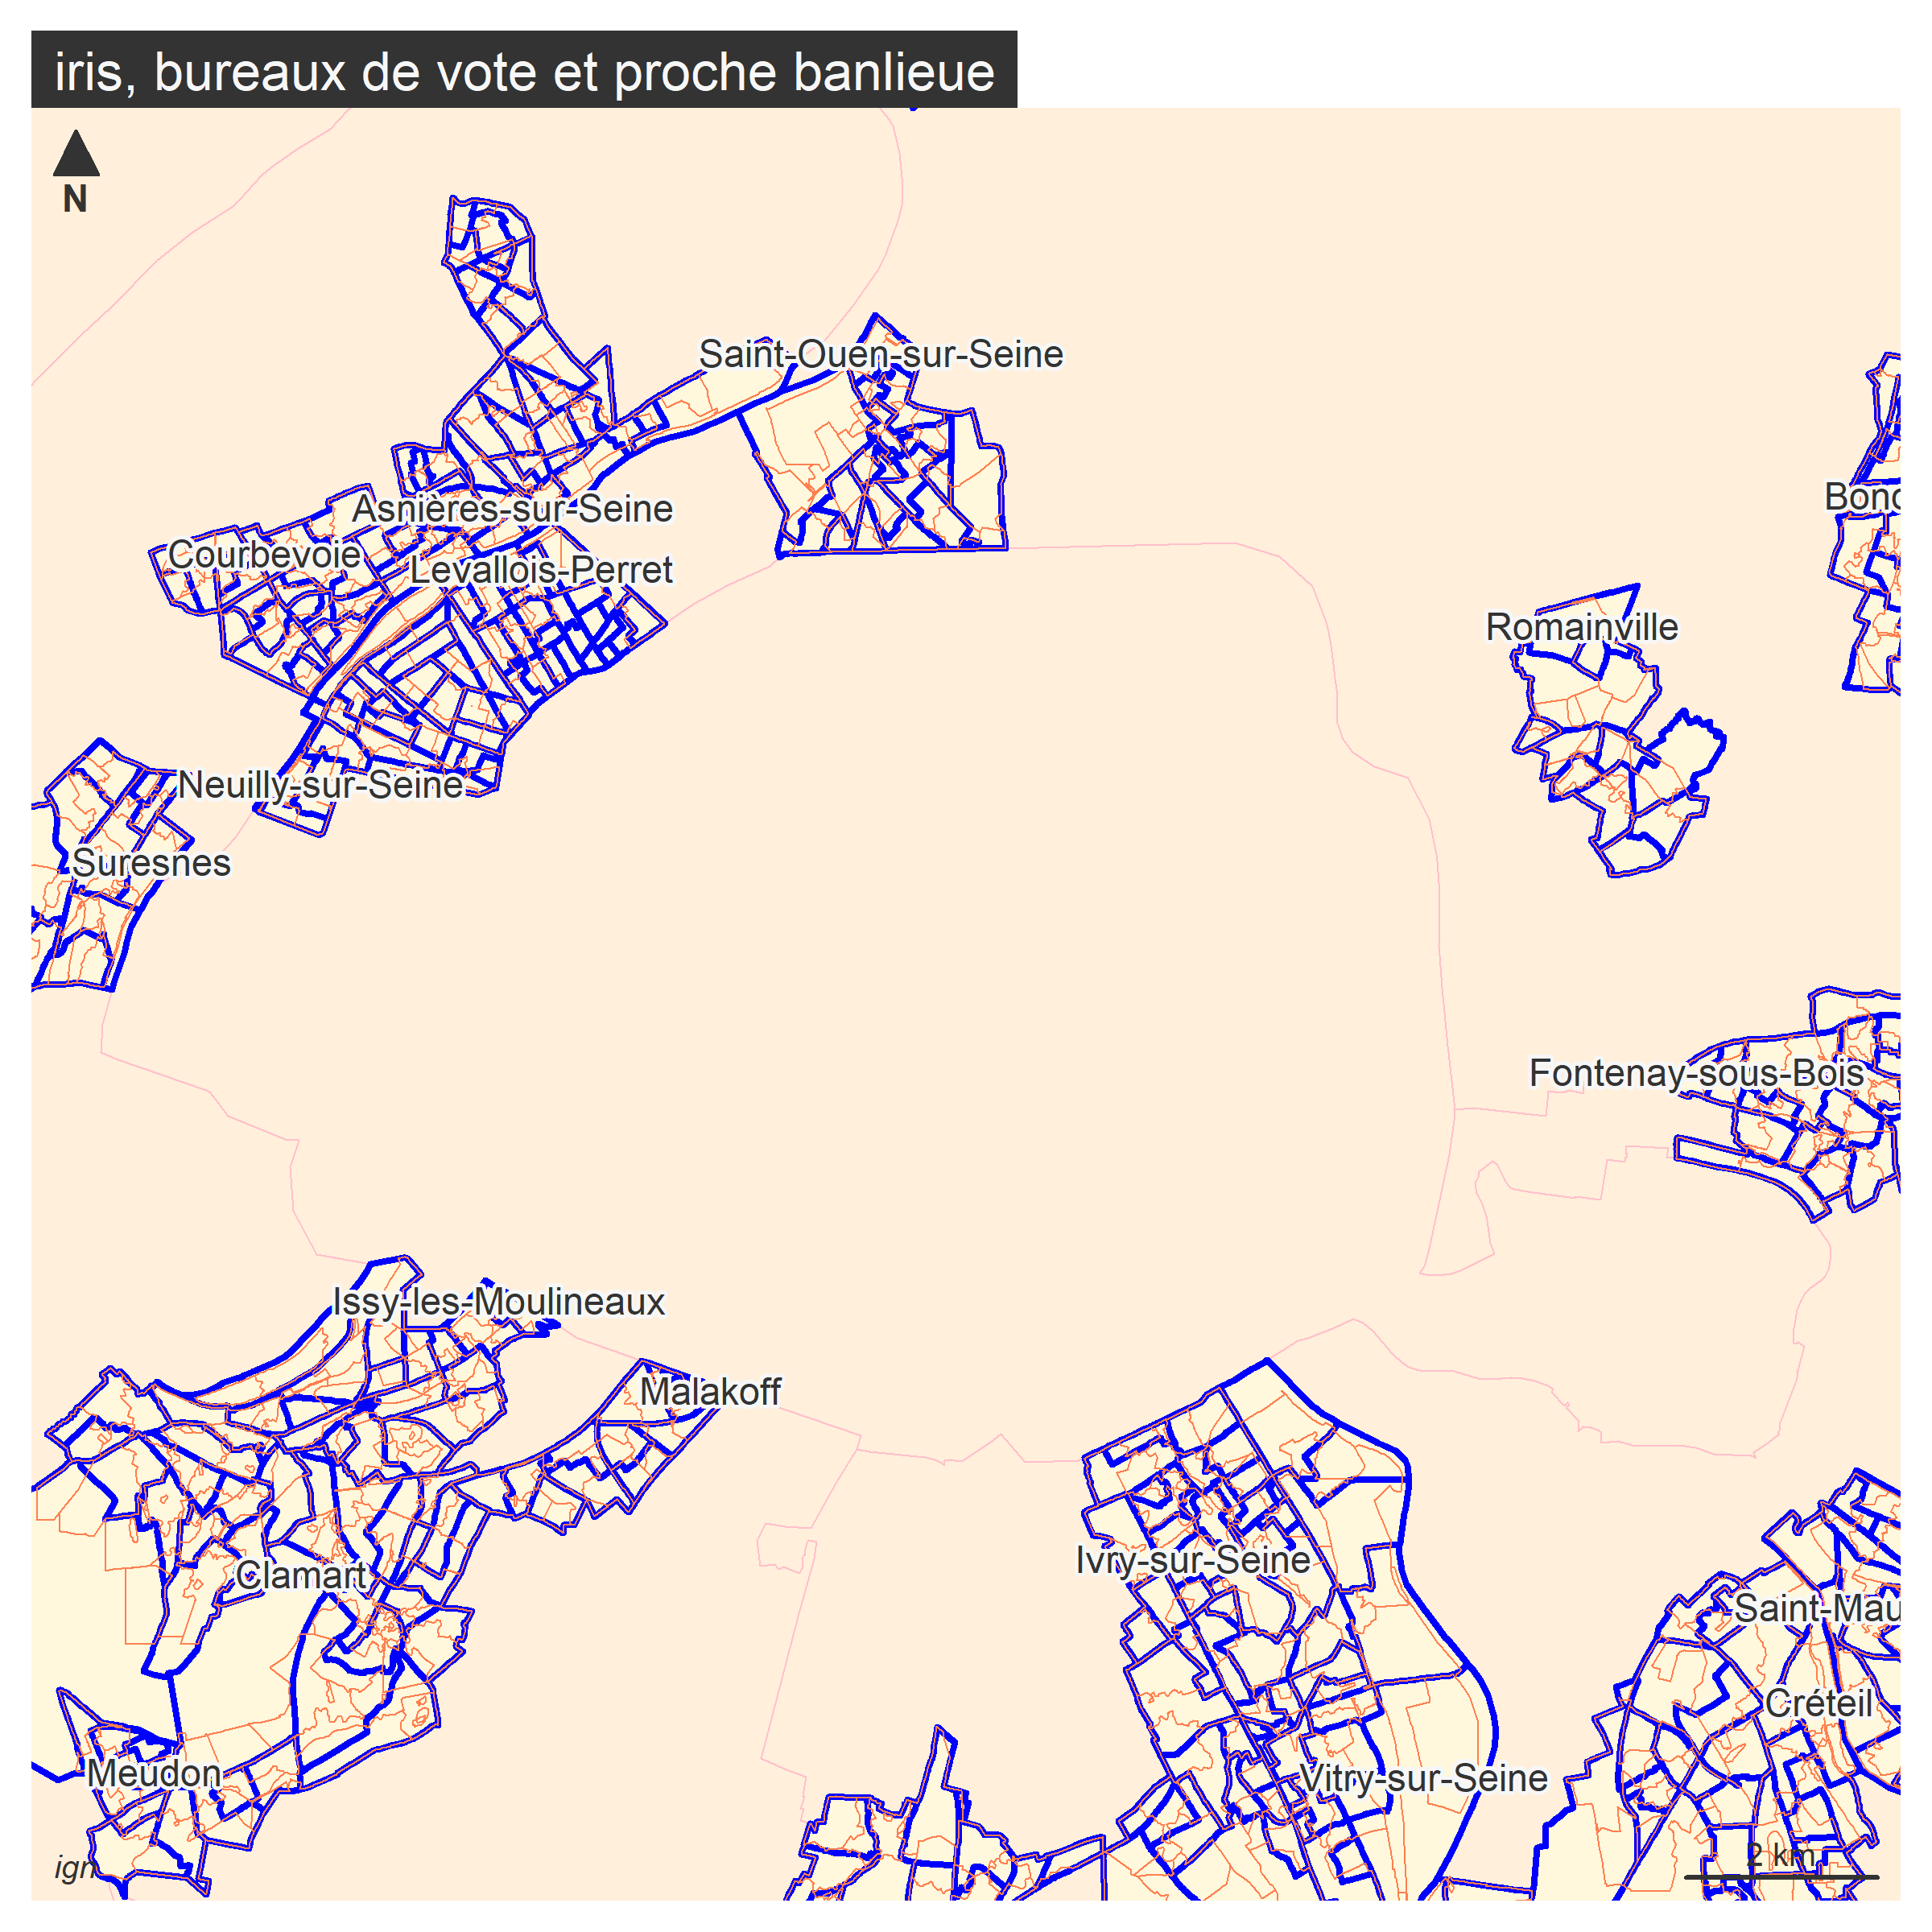 iris, bureaux de vote et proche banlieue
N
Saint-Ouen-sur-Seine
Bond
Asnières-sur-Seine
Courbevoie
Levallois-Perret
Romainville
Neuilly-sur-Seine
Suresnes
Fontenay-sous-Bois
Issy-les-Moulineaux
Malakoff
Ivry-sur-Seine
Clamart
Saint-Mau
Créteil
Meudon
Vitry-sur-Seine
2 km
ign